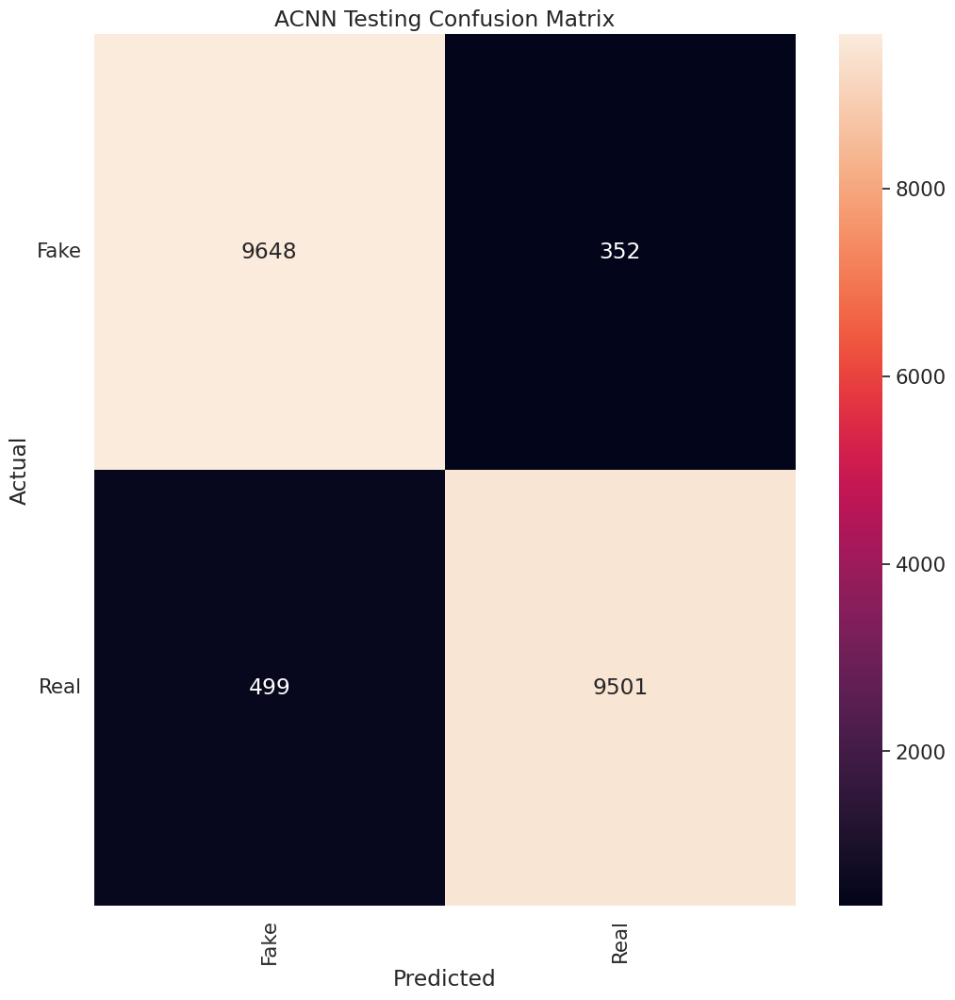 ACNN Testing Confusion Matrix
Actual
Fake
9648
352
Real
499
9501
Fake
Real
Predicted
8000
6000
4000
2000